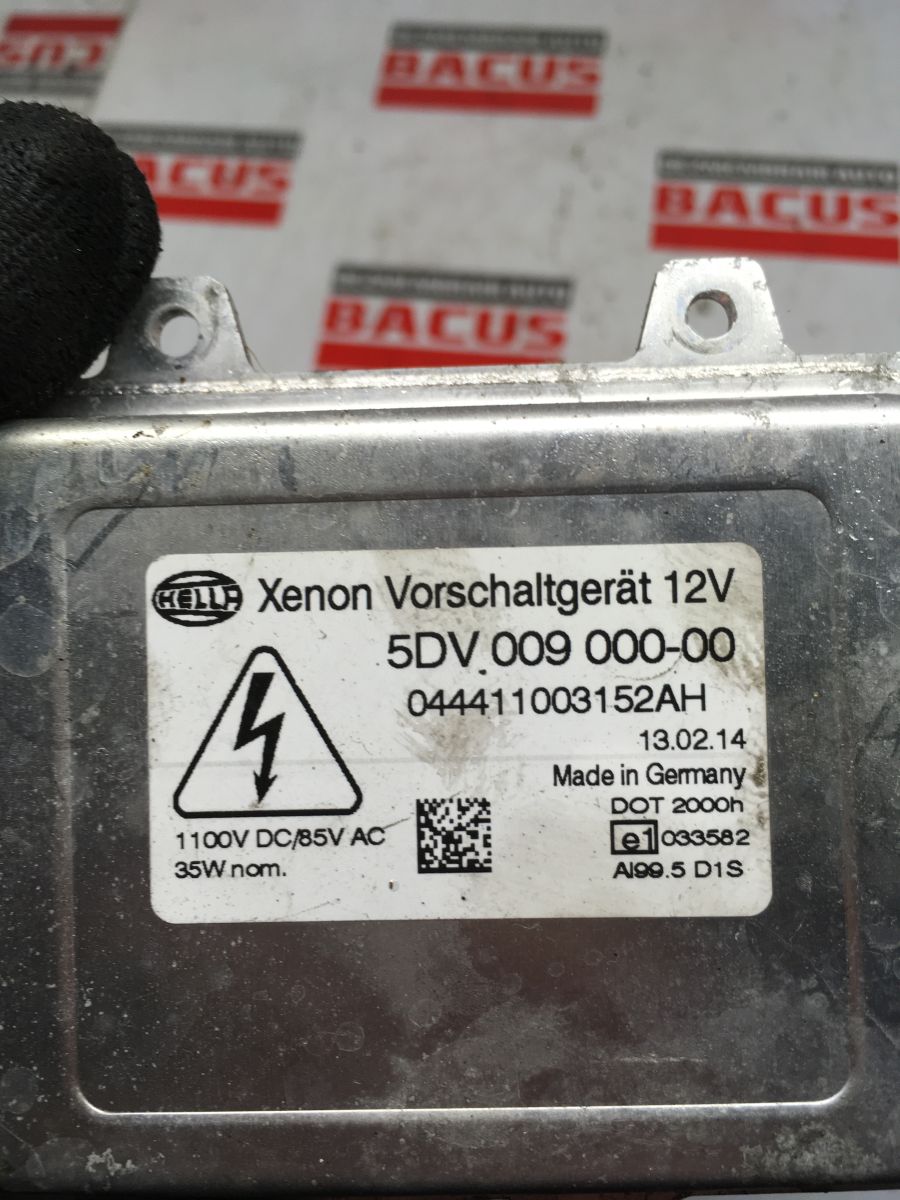 BACUS
BACUS
BACUS
BACUS
HELLA Xenon Vorschaltgerät 12V
5DV 009 000-00
044411003152AH
13.02.14
Made in Germany
DOT 2000h
1100V DC/85V AC
e1 033582
35W nom.
Al99.5 D1S